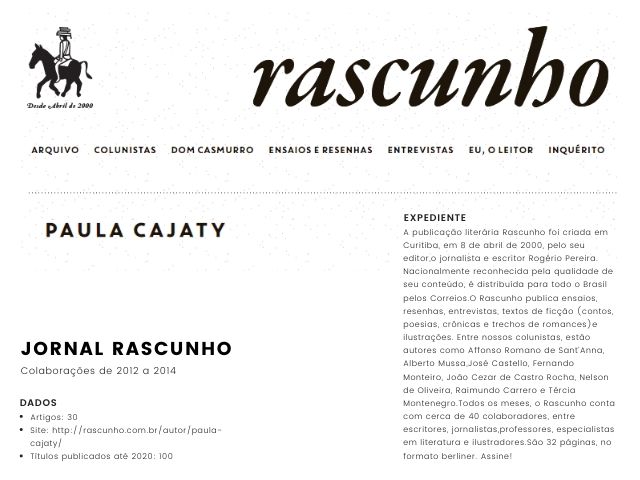 rascunho
Desde Abril de 2000
ARQUIVO COLUNISTAS DOM CASMURRO ENSAIOS E RESENHAS ENTREVISTAS EU, O LEITOR INQUÉRITO
PAULA CAJATY
JORNAL RASCUNHO
Colaborações de 2012 a 2014
DADOS
• Artigos: 30
• Site: http://rascunho.com.br/autor/paula-
cajaty/
• Títulos publicados até 2020: 100
EXPEDIENTE
A publicação literária Rascunho foi criada em
Curitiba, em 8 de abril de 2000, pelo seu
editor,o jornalista e escritor Rogério Pereira.
Nacionalmente reconhecida pela qualidade de
seu conteúdo, é distribuída para todo o Brasil
pelos Correios.O Rascunho publica ensaios,
resenhas, entrevistas, textos de ficção (contos,
poesias, crônicas e trechos de romances)e
ilustrações. Entre nossos colunistas, estão
autores como Affonso Romano de Sant'Anna,
Alberto Mussa,José Castello, Fernando
Monteiro, João Cezar de Castro Rocha, Nelson
de Oliveira, Raimundo Carrero e Tércia
Montenegro.Todos os meses, o Rascunho conta
com cerca de 40 colaboradores, entre
escritores, jornalistas,professores, especialistas
em literatura e ilustradores.São 32 páginas, no
formato berliner. Assine!